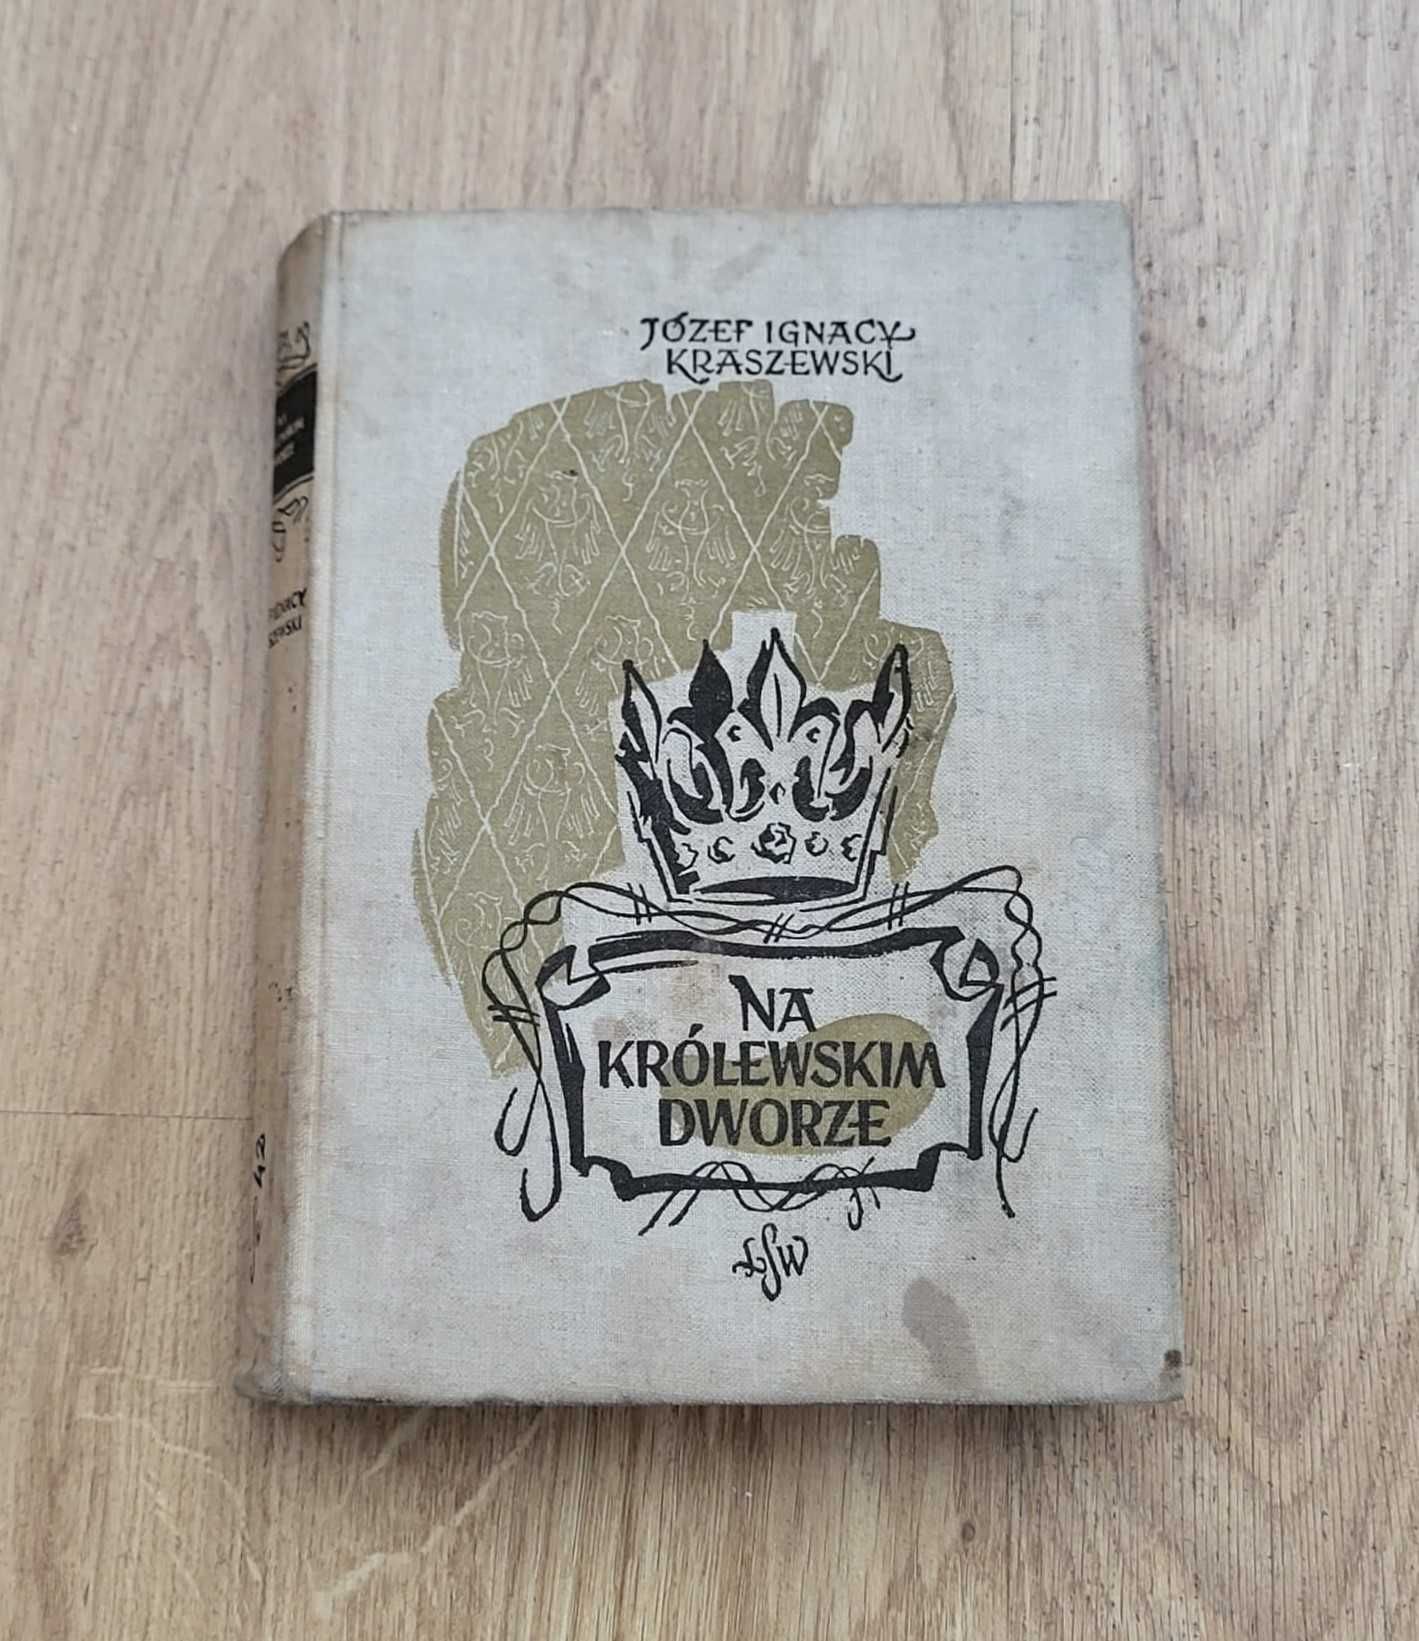 JÓZEF IGNACY
KRASZEWSKI
NA
KRÓLEWSKIM
DWORZE
LSW